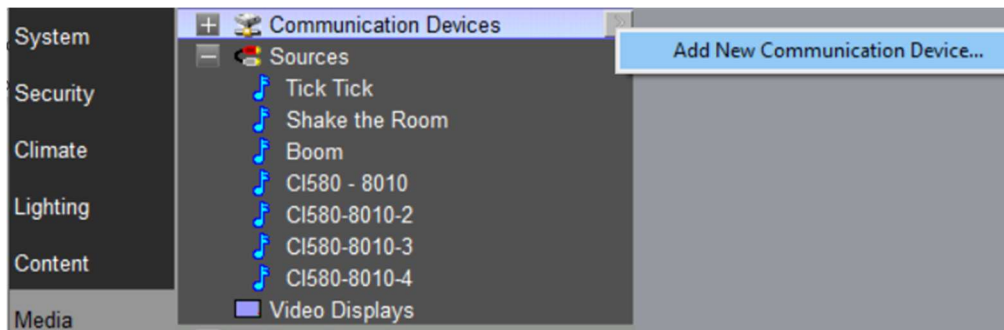 System
Security
Climate
Lighting
Content
Media
Communication Devices
Sources
Tick Tick
Shake the Room
Boom
CI580 - 8010
CI580-8010-2
CI580-8010-3
CI580-8010-4
Video Displays
Add New Communication Device...